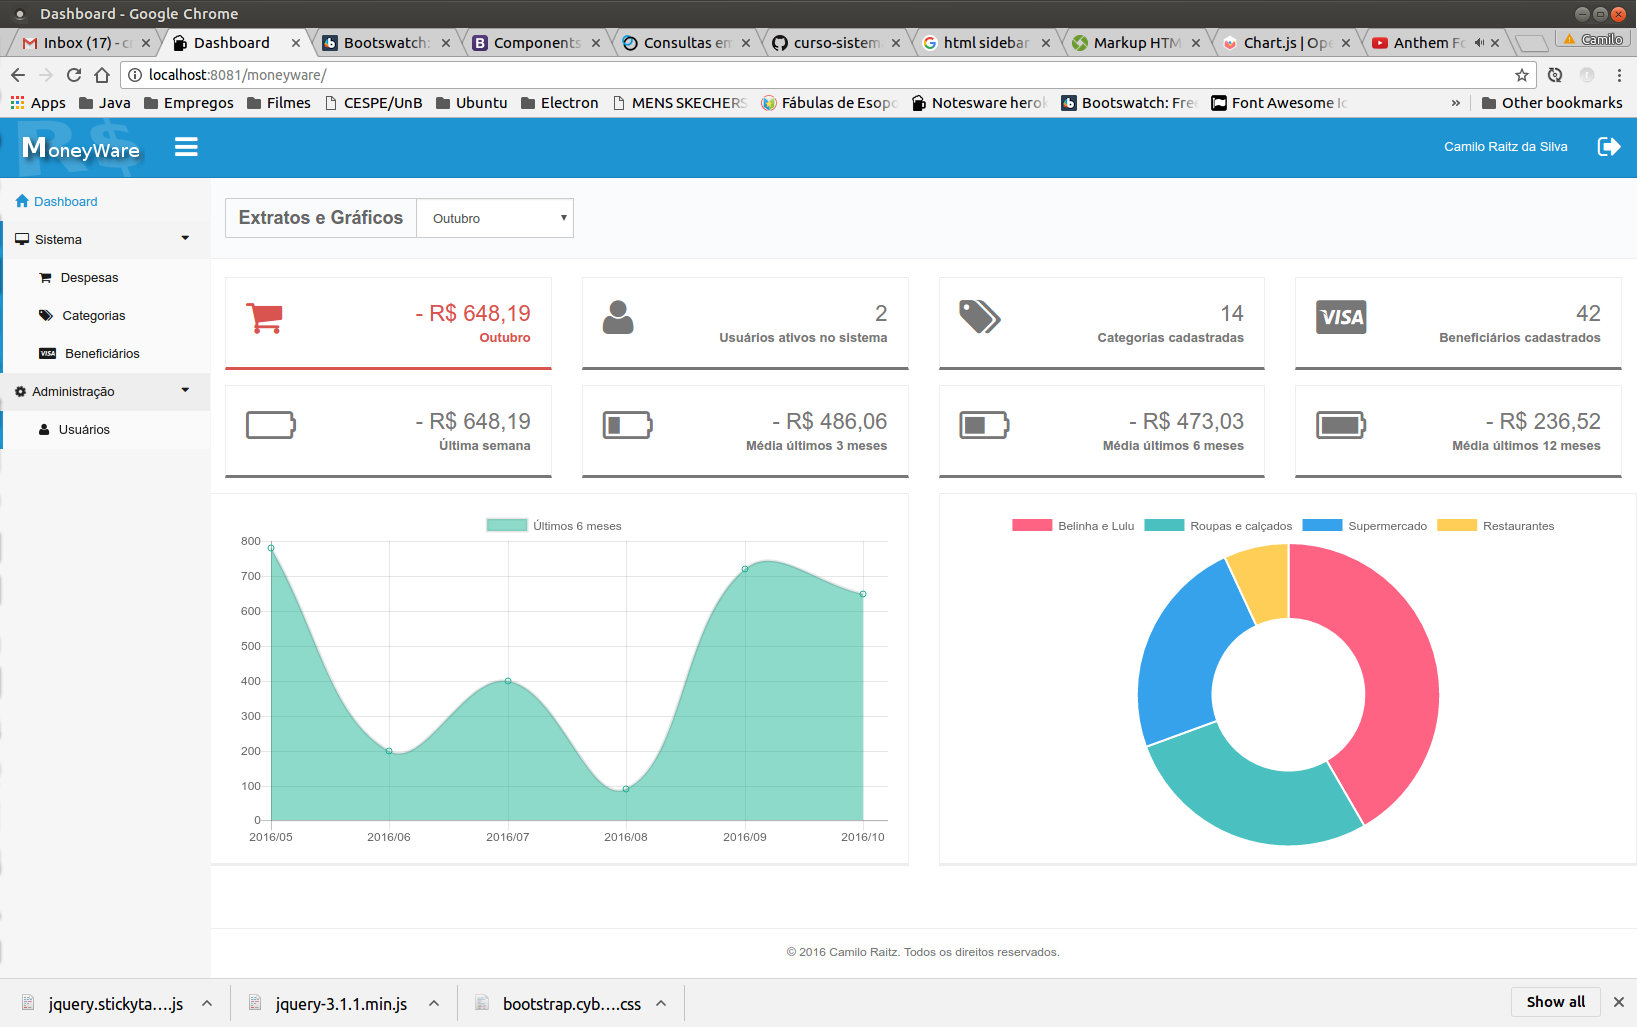 Dashboard - Google Chrome
Inbox (17) - cr
Dashboard
Bootswatch:
Components
Consultas em
curso-sistema
html sidebar
Markup HTM
Chart.js | Ope
Anthem Fo
Camilo
localhost:8081/moneyware/
Apps
Java
Empregos
Filmes
CESPE/UnB
Ubuntu
Electron
MENS SKECHERS
Fábulas de Esopo
Notesware herok
Bootswatch: Free
Font Awesome Ic
»
Other bookmarks
R$
MoneyWare
Camilo Raitz da Silva
Dashboard
Sistema
Despesas
Categorias
VISA Beneficiários
Administração
Usuários
Extratos e Gráficos
Outubro
- R$ 648,19
Outubro
2
Usuários ativos no sistema
14
Categorias cadastradas
VISA
42
Beneficiários cadastrados
- R$ 648,19
Última semana
- R$ 486,06
Média últimos 3 meses
- R$ 473,03
Média últimos 6 meses
- R$ 236,52
Média últimos 12 meses
Últimos 6 meses
800
700
600
500
400
300
200
100
0
2016/05 2016/06 2016/07 2016/08 2016/09 2016/10
Belinha e Lulu Roupas e calçados Supermercado Restaurantes
© 2016 Camilo Raitz. Todos os direitos reservados.
jquery.stickyta....js
jquery-3.1.1.min.js
bootstrap.cyb....css
Show all